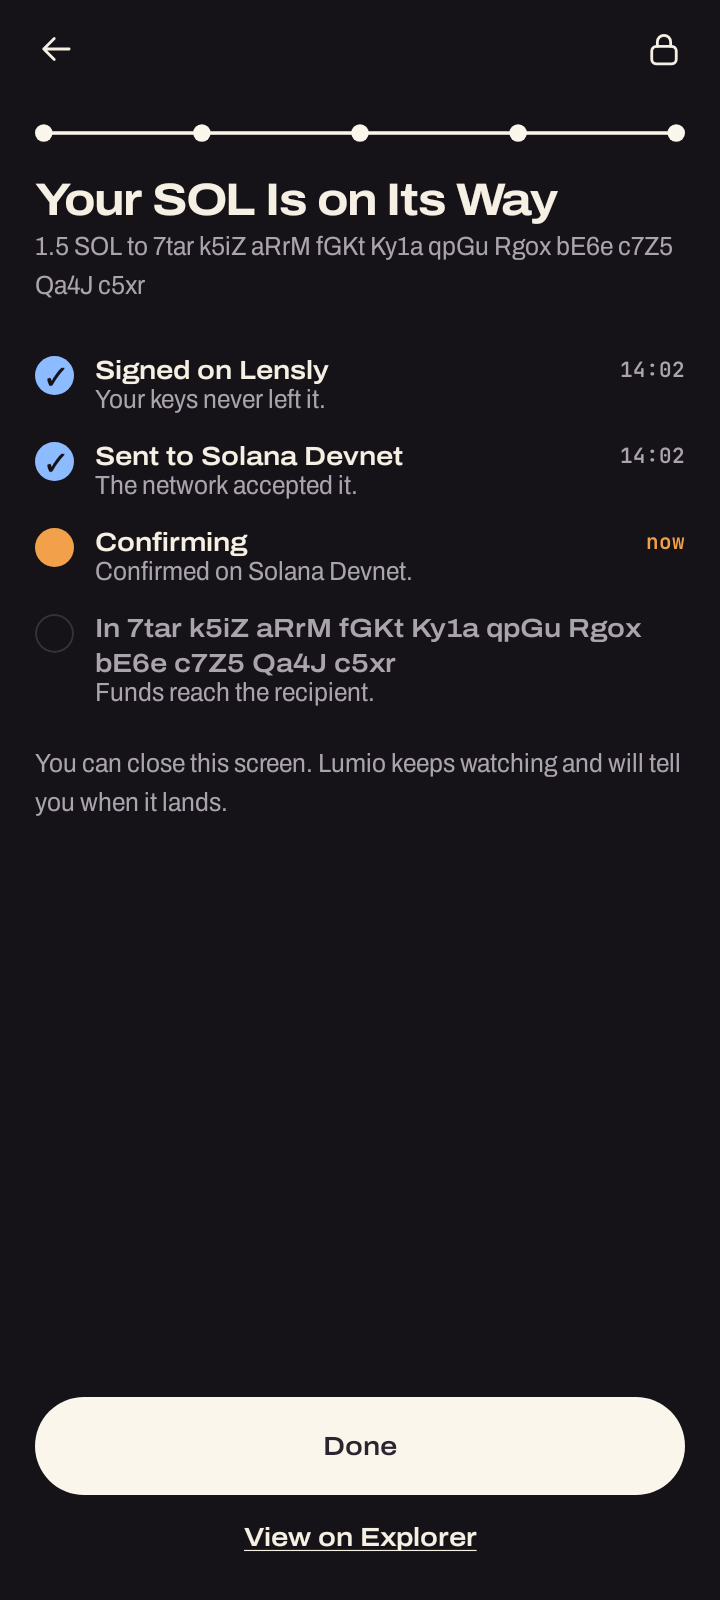 Your SOL Is on Its Way
1.5 SOL to 7tar k5iZ aRrM fGKt Ky1a qpGu Rgox bE6e c7Z5
Qa4J c5xr
Signed on Lensly
14:02
Your keys never left it.
Sent to Solana Devnet
14:02
The network accepted it.
Confirming
now
Confirmed on Solana Devnet.
In 7tar k5iZ aRrM fGKt Ky1a qpGu Rgox
bE6e c7Z5 Qa4J c5xr
Funds reach the recipient.
You can close this screen. Lumio keeps watching and will tell
you when it lands.
Done
View on Explorer